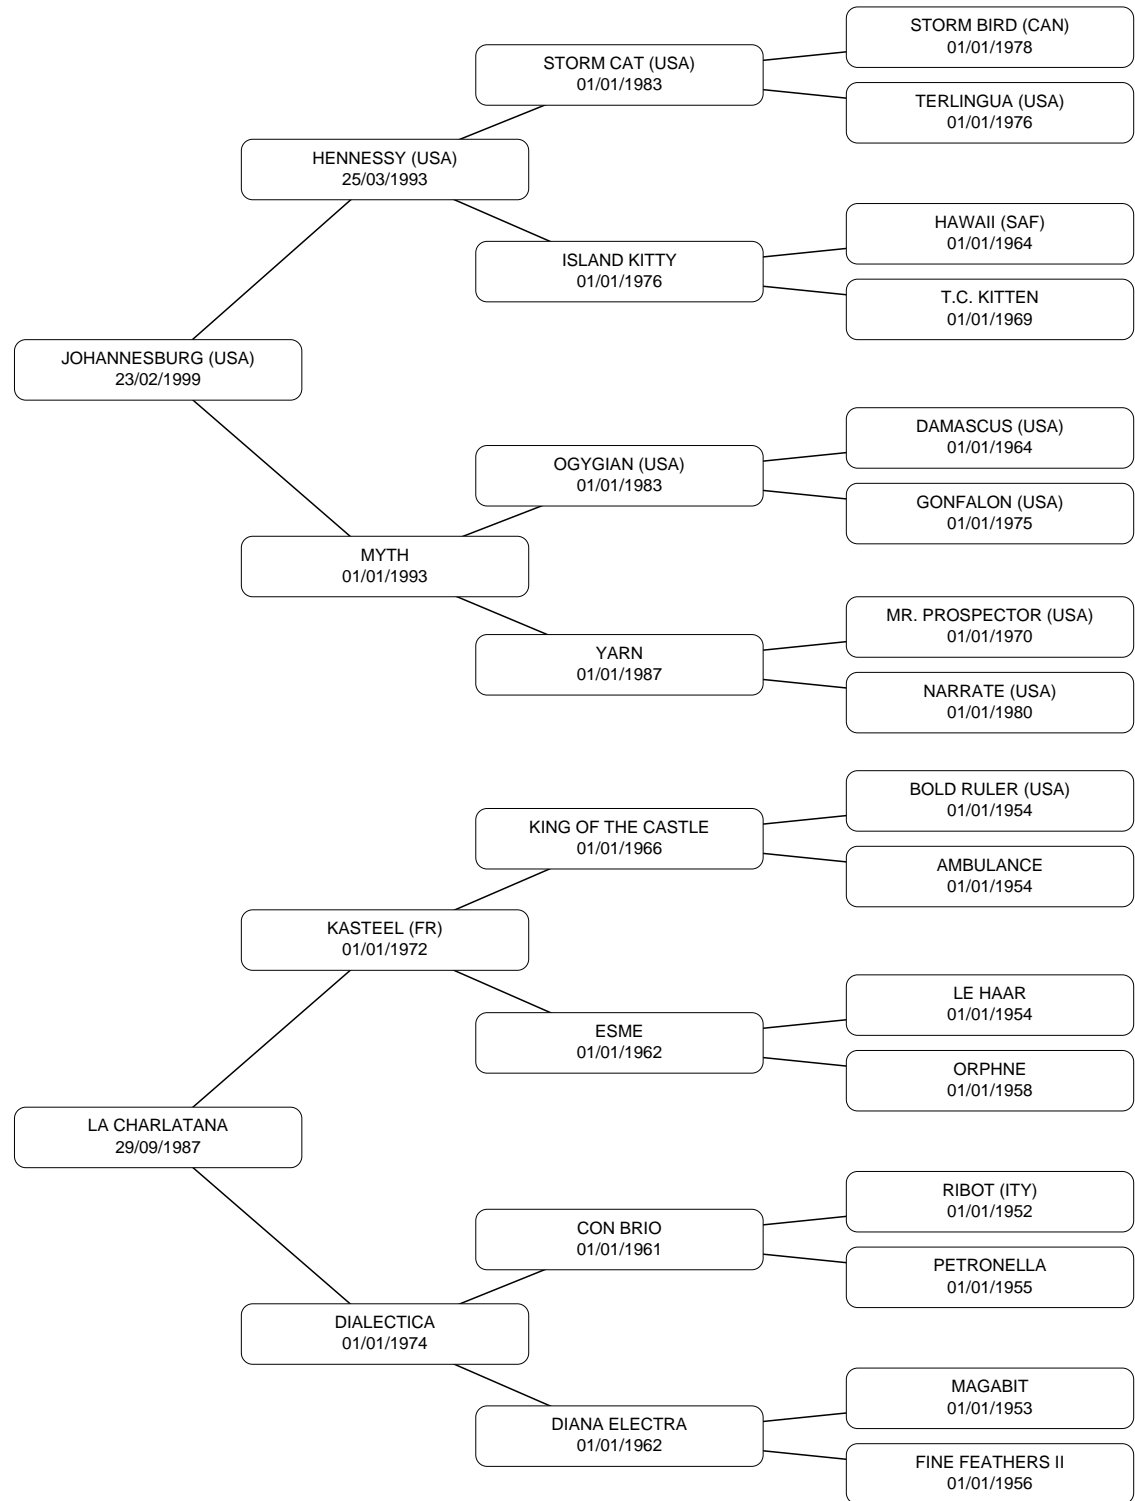 STORM BIRD (CAN)
01/01/1978
STORM CAT (USA)
01/01/1983
TERLINGUA (USA)
01/01/1976
HENNESSY (USA)
25/03/1993
HAWAII (SAF)
01/01/1964
ISLAND KITTY
01/01/1976
T.C. KITTEN
01/01/1969
JOHANNESBURG (USA)
23/02/1999
DAMASCUS (USA)
01/01/1964
OGYGIAN (USA)
01/01/1983
GONFALON (USA)
01/01/1975
MYTH
01/01/1993
MR. PROSPECTOR (USA)
01/01/1970
YARN
01/01/1987
NARRATE (USA)
01/01/1980
BOLD RULER (USA)
01/01/1954
KING OF THE CASTLE
01/01/1966
AMBULANCE
01/01/1954
KASTEEL (FR)
01/01/1972
LE HAAR
01/01/1954
ESME
01/01/1962
ORPHNE
01/01/1958
LA CHARLATANA
29/09/1987
RIBOT (ITY)
01/01/1952
CON BRIO
01/01/1961
PETRONELLA
01/01/1955
DIALECTICA
01/01/1974
MAGABIT
01/01/1953
DIANA ELECTRA
01/01/1962
FINE FEATHERS II
01/01/1956